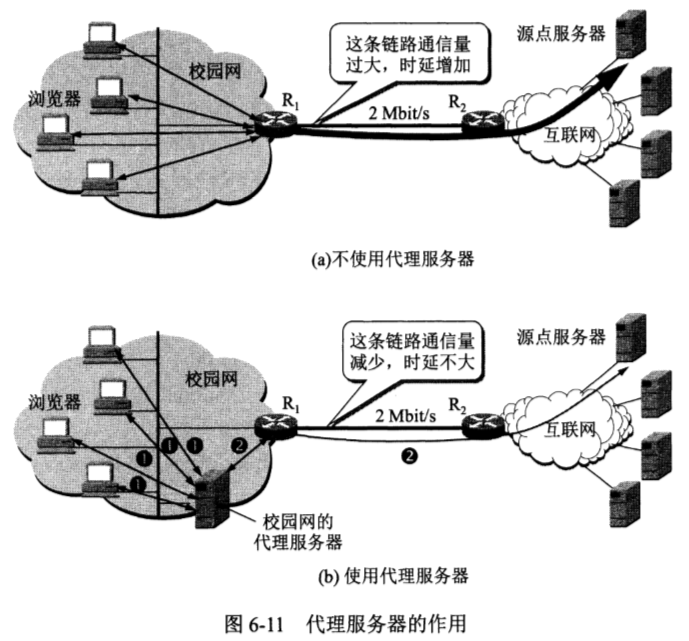 这条链路通信量
过大，时延增加
源点服务器
校园网
浏览器
R₁
2 Mbit/s
R₂
互联网
(a)不使用代理服务器
这条链路通信量
减少，时延不大
源点服务器
校园网
浏览器
R₁
2 Mbit/s
R₂
互联网
❶ ❶ ❶ ❷
❷
❶
校园网的
代理服务器
(b) 使用代理服务器
图 6-11 代理服务器的作用